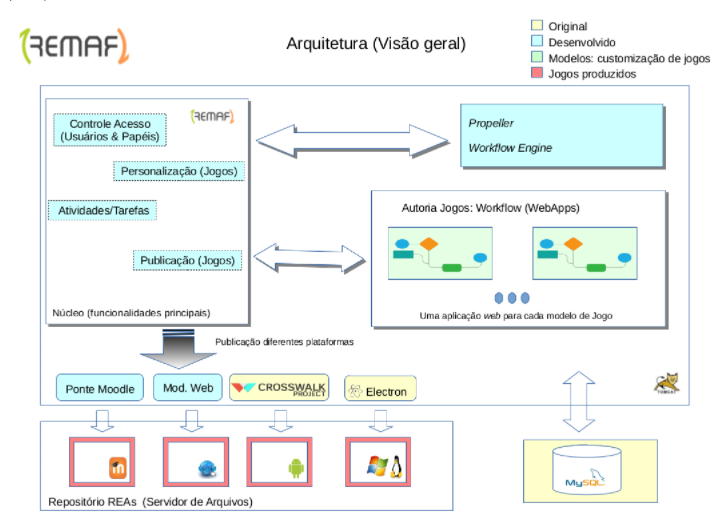 REMAF
Arquitetura (Visão geral)
Original
Desenvolvido
Modelos: customização de jogos
Jogos produzidos
REMAF
Controle Acesso
(Usuários & Papéis)
Personalização (Jogos)
Atividades/Tarefas
Publicação (Jogos)
Núcleo (funcionalidades principais)
Propeller
Workflow Engine
Autoria Jogos: Workflow (WebApps)
Uma aplicação web para cada modelo de Jogo
Publicação diferentes plataformas
Ponte Moodle
Mod. Web
CROSSWALK
PROJECT
Electron
TOMCAT
Repositório REAs (Servidor de Arquivos)
MySQL